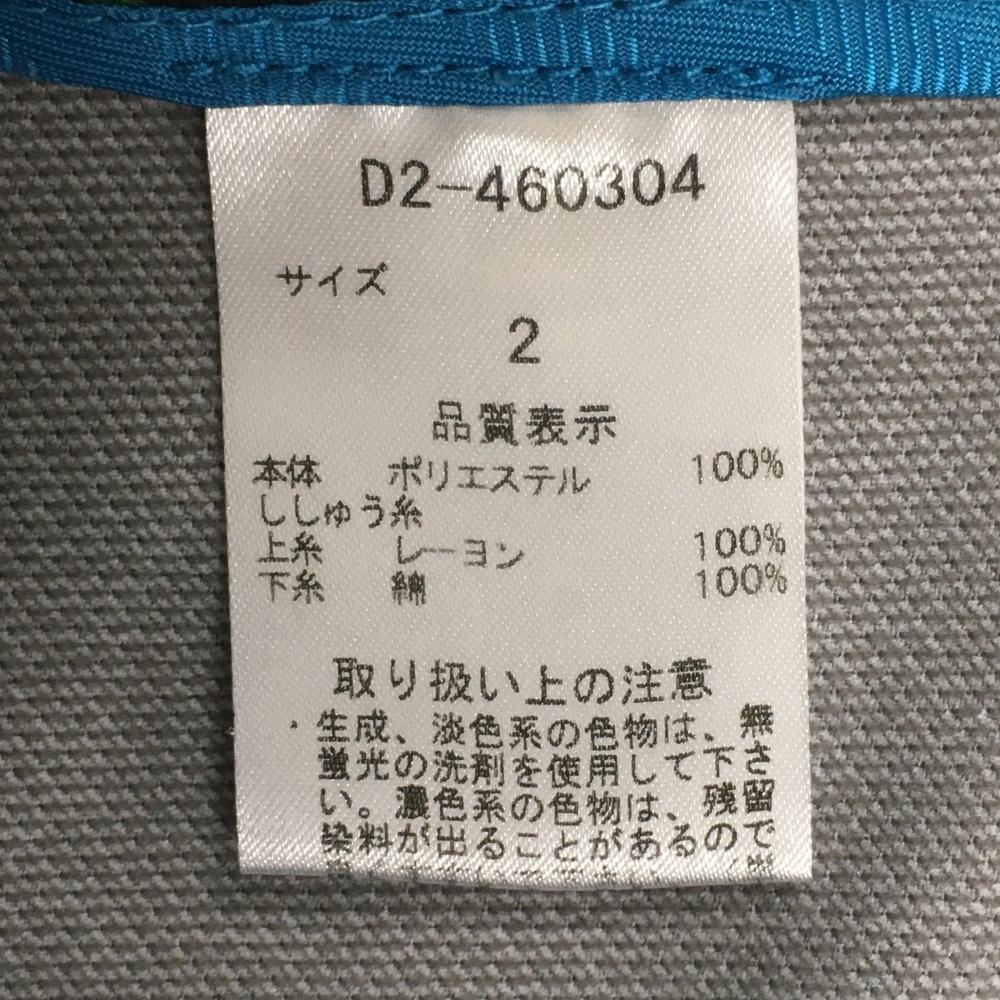 D2-460304
サイズ
2
品質表示
本体 ポリエステル 100%
ししゅう糸
上糸 レーヨン 100%
下糸 綿 100%
取り扱い上の注意
・生成、淡色系の色物は、無
蛍光の洗剤を使用して下さ
い。濃色系の色物は、残留
染料が出ることがあるので